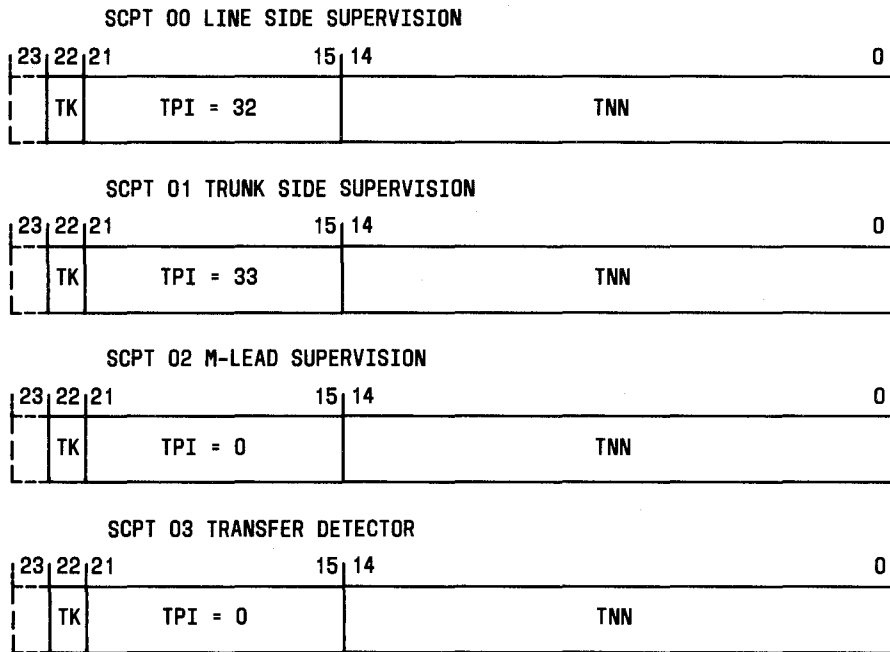 SCPT 00 LINE SIDE SUPERVISION
23 22 21 15 14 0
TK TPI = 32 TNN
SCPT 01 TRUNK SIDE SUPERVISION
23 22 21 15 14 0
TK TPI = 33 TNN
SCPT 02 M-LEAD SUPERVISION
23 22 21 15 14 0
TK TPI = 0 TNN
SCPT 03 TRANSFER DETECTOR
23 22 21 15 14 0
TK TPI = 0 TNN